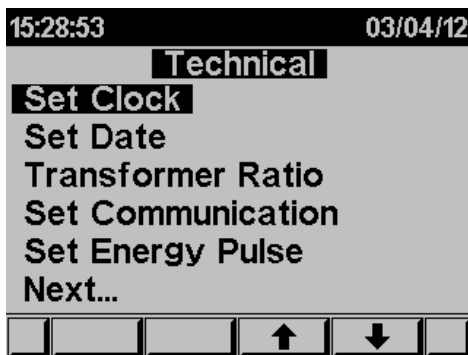 15:28:53 03/04/12
Technical
Set Clock
Set Date
Transformer Ratio
Set Communication
Set Energy Pulse
Next...